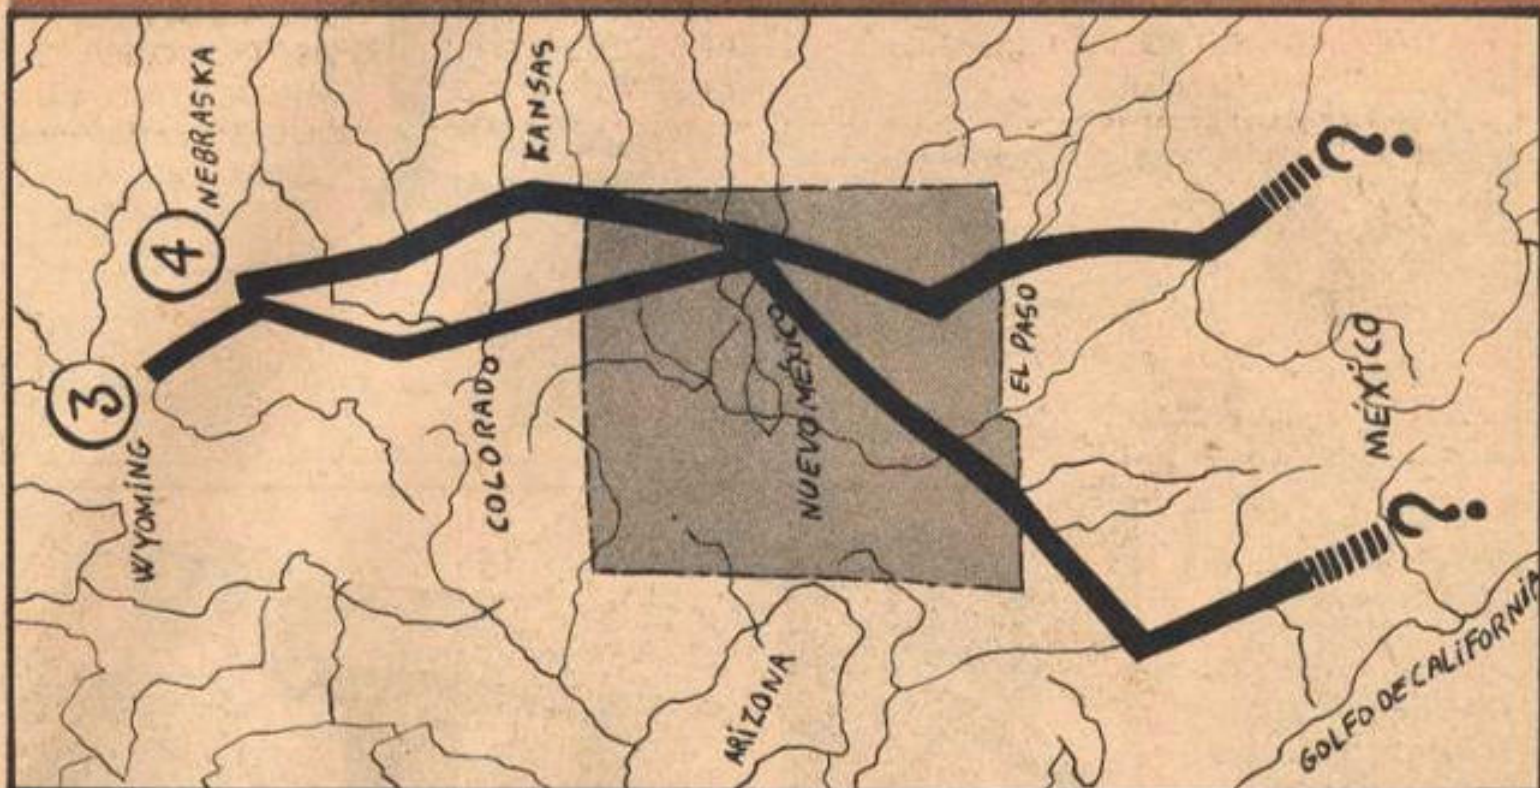 WYOMING
3
4
NEBRASKA
COLORADO
KANSAS
ARIZONA
NUEVO MÉXICO
EL PASO
MÉXICO
?
?
GOLFO DE CALIFORNIA